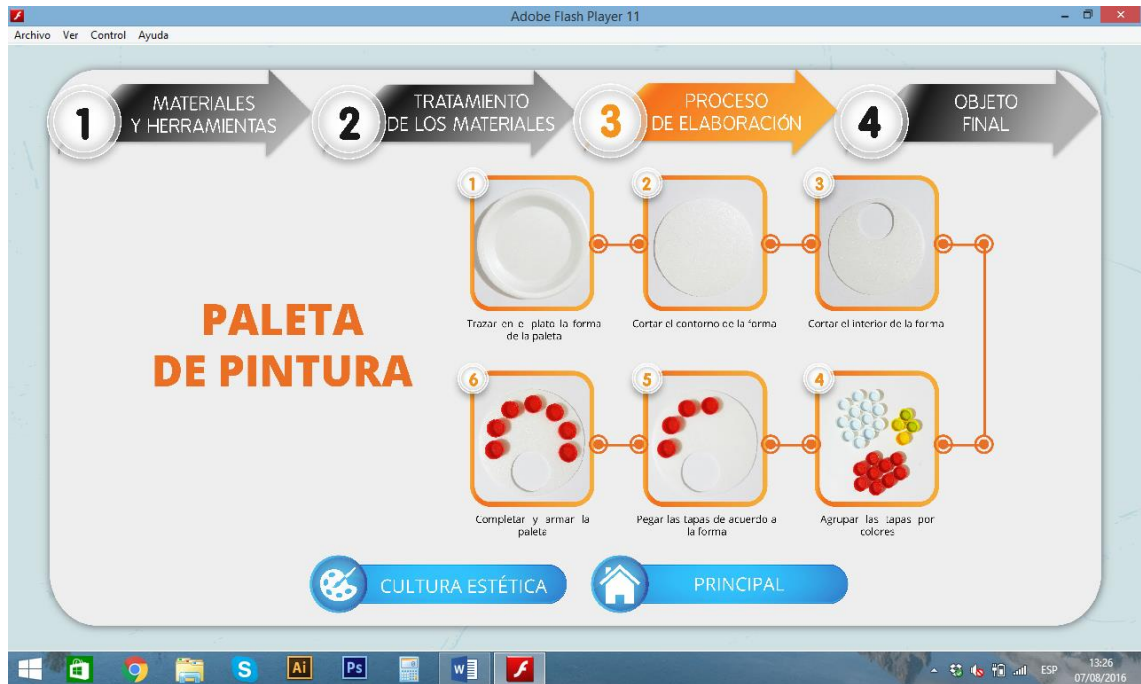 Adobe Flash Player 11
Archivo Ver Control Ayuda
1
MATERIALES
Y HERRAMIENTAS
2
TRATAMIENTO
DE LOS MATERIALES
3
PROCESO
DE ELABORACIÓN
4
OBJETO
FINAL
PALETA
DE PINTURA
1
Trazar en e plato la forma
de la paleta
2
Cortar el contorno de la forma
3
Cortar el interior de la forma
4
Agrupar las tapas por
colores
5
Pegar las tapas de acuerdo a
la forma
6
Completar y armar la
paleta
CULTURA ESTÉTICA
PRINCIPAL
S
Ai
Ps
W
ESP
13:26
07/08/2016